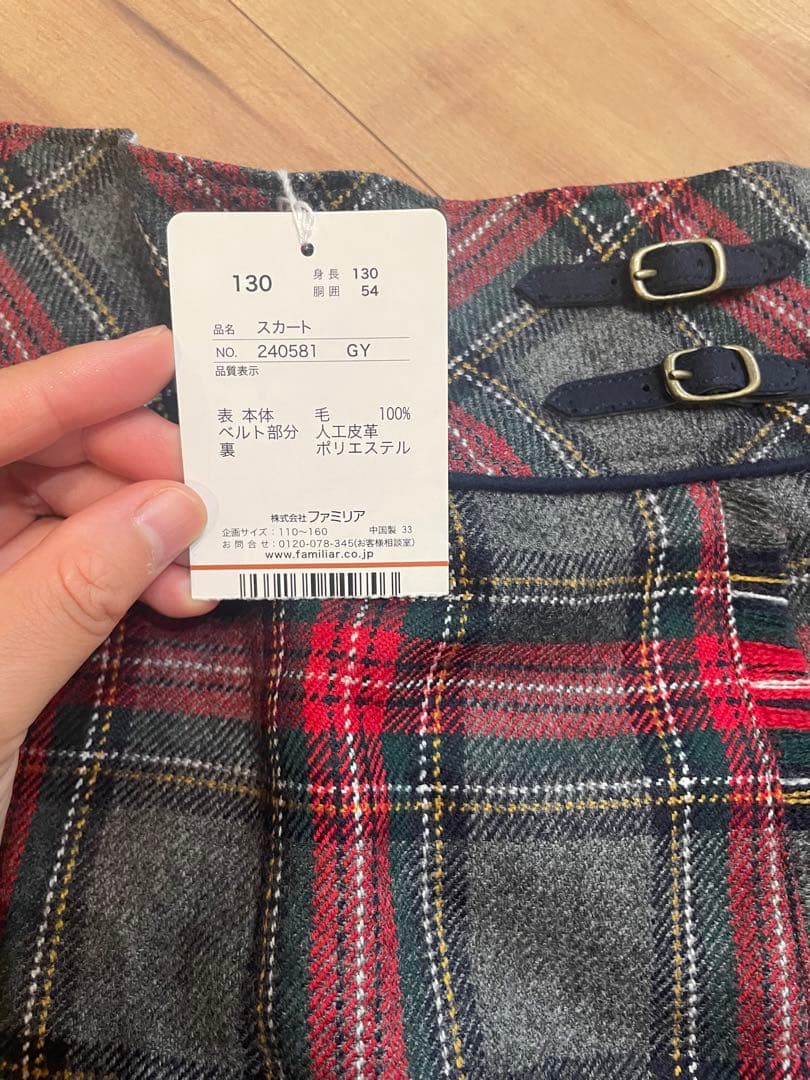 130 身長 130
胴囲 54
品名 スカート
NO. 240581 GY
品質表示
表 本体 毛 100%
ベルト部分 人工皮革
裏 ポリエステル
株式会社 ファミリア
企画サイズ：110〜160 中国製 33
お問合せ：0120-078-345(お客様相談室)
www.familiar.co.jp